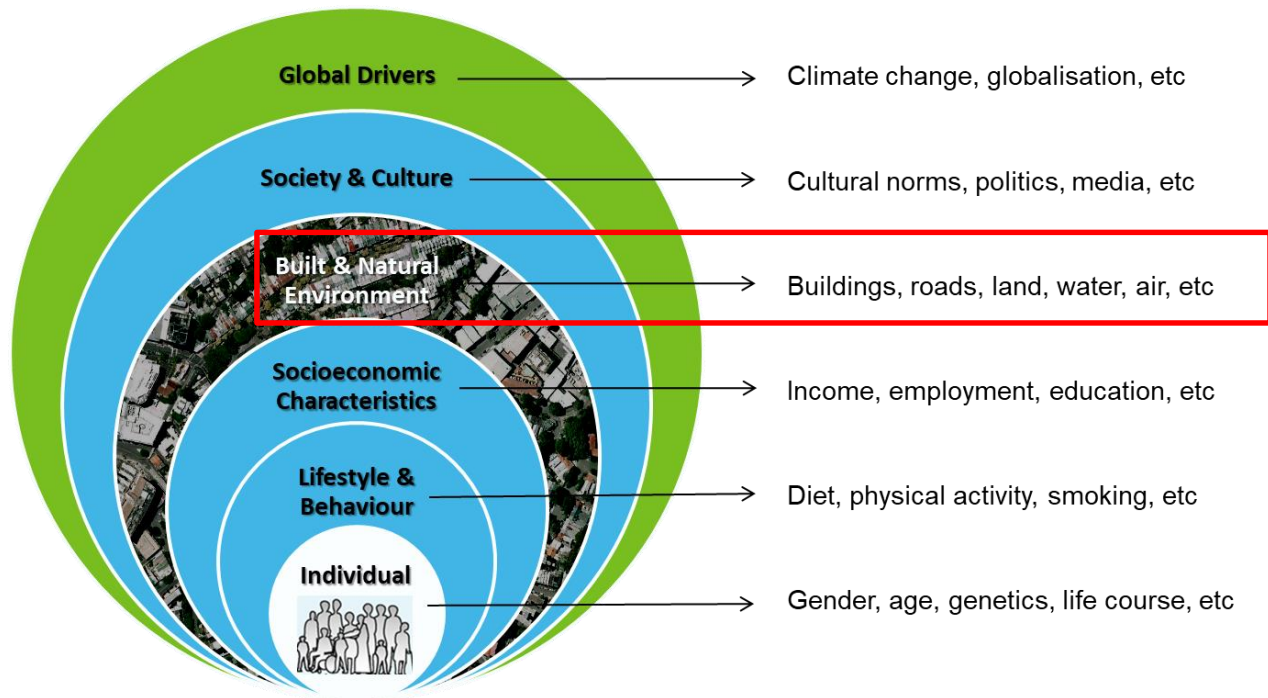 Global Drivers
Climate change, globalisation, etc
Society & Culture
Cultural norms, politics, media, etc
Built & Natural
Environment
Buildings, roads, land, water, air, etc
Socioeconomic
Characteristics
Income, employment, education, etc
Lifestyle &
Behaviour
Diet, physical activity, smoking, etc
Individual
Gender, age, genetics, life course, etc